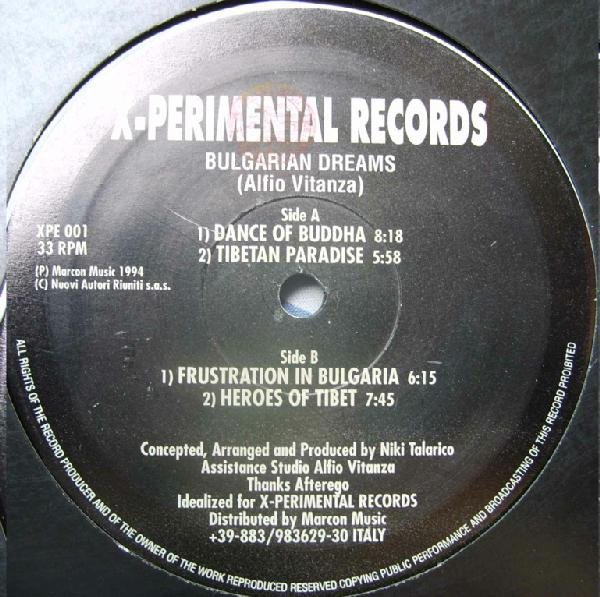 X-PERIMENTAL RECORDS
BULGARIAN DREAMS
(Alfio Vitanza)
Side A
1) DANCE OF BUDDHA 8:18
2) TIBETAN PARADISE 5:58
XPE 001
33 RPM
(P) Marcon Music 1994
(C) Nuovi Autori Riuniti s.a.s.
Side B
1) FRUSTRATION IN BULGARIA 6:15
2) HEROES OF TIBET 7:45
Concepted, Arranged and Produced by Niki Talarico
Assistance Studio Alfio Vitanza
Thanks Afterego
Idealized for X-PERIMENTAL RECORDS
Distributed by Marcon Music
+39-883/983629-30 ITALY
ALL RIGHTS OF THE RECORD PRODUCER AND OF THE OWNER OF THE WORK REPRODUCED RESERVED COPYING PUBLIC PERFORMANCE AND BROADCASTING OF THIS RECORD PROIBITED